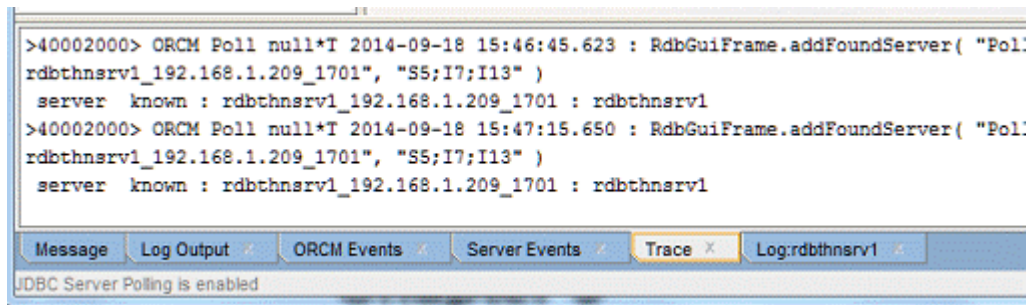 >40002000> ORCM Poll null*T 2014-09-18 15:46:45.623 : RdbGuiFrame.addFoundServer( "Poll
rdbthnsrv1_192.168.1.209_1701", "S5;I7;I13" )
server  known : rdbthnsrv1_192.168.1.209_1701 : rdbthnsrv1
>40002000> ORCM Poll null*T 2014-09-18 15:47:15.650 : RdbGuiFrame.addFoundServer( "Poll
rdbthnsrv1_192.168.1.209_1701", "S5;I7;I13" )
server  known : rdbthnsrv1_192.168.1.209_1701 : rdbthnsrv1
Message Log Output ORCM Events Server Events Trace Log:rdbthnsrv1
JDBC Server Polling is enabled